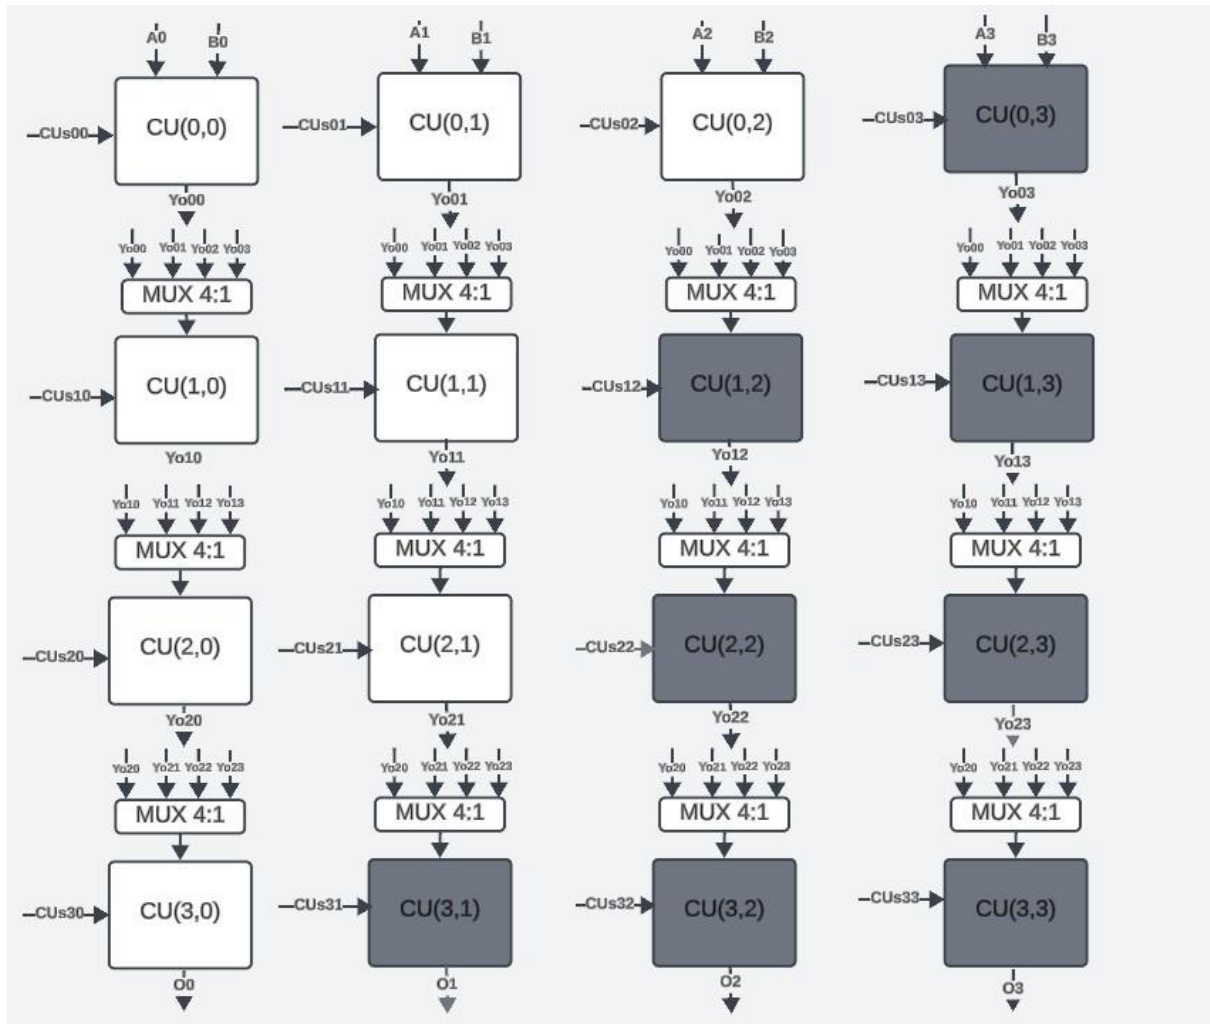 A0 B0 A1 B1 A2 B2 A3 B3
CUs00 CU(0,0) CUs01 CU(0,1) CUs02 CU(0,2) CUs03 CU(0,3)
Yo00 Yo01 Yo02 Yo03
Yo00 Yo01 Yo02 Yo03 Yo00 Yo01 Yo02 Yo03 Yo00 Yo01 Yo02 Yo03 Yo00 Yo01 Yo02 Yo03
MUX 4:1 MUX 4:1 MUX 4:1 MUX 4:1
CUs10 CU(1,0) CUs11 CU(1,1) CUs12 CU(1,2) CUs13 CU(1,3)
Yo10 Yo11 Yo12 Yo13
Yo10 Yo11 Yo12 Yo13 Yo10 Yo11 Yo12 Yo13 Yo10 Yo11 Yo12 Yo13 Yo10 Yo11 Yo12 Yo13
MUX 4:1 MUX 4:1 MUX 4:1 MUX 4:1
CUs20 CU(2,0) CUs21 CU(2,1) CUs22 CU(2,2) CUs23 CU(2,3)
Yo20 Yo21 Yo22 Yo23
Yo20 Yo21 Yo22 Yo23 Yo20 Yo21 Yo22 Yo23 Yo20 Yo21 Yo22 Yo23 Yo20 Yo21 Yo22 Yo23
MUX 4:1 MUX 4:1 MUX 4:1 MUX 4:1
CUs30 CU(3,0) CUs31 CU(3,1) CUs32 CU(3,2) CUs33 CU(3,3)
O0 O1 O2 O3